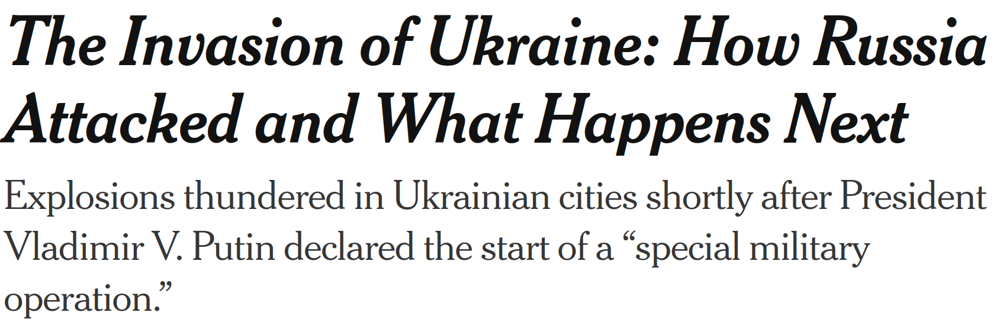 The Invasion of Ukraine: How Russia
Attacked and What Happens Next
Explosions thundered in Ukrainian cities shortly after President
Vladimir V. Putin declared the start of a “special military
operation.”